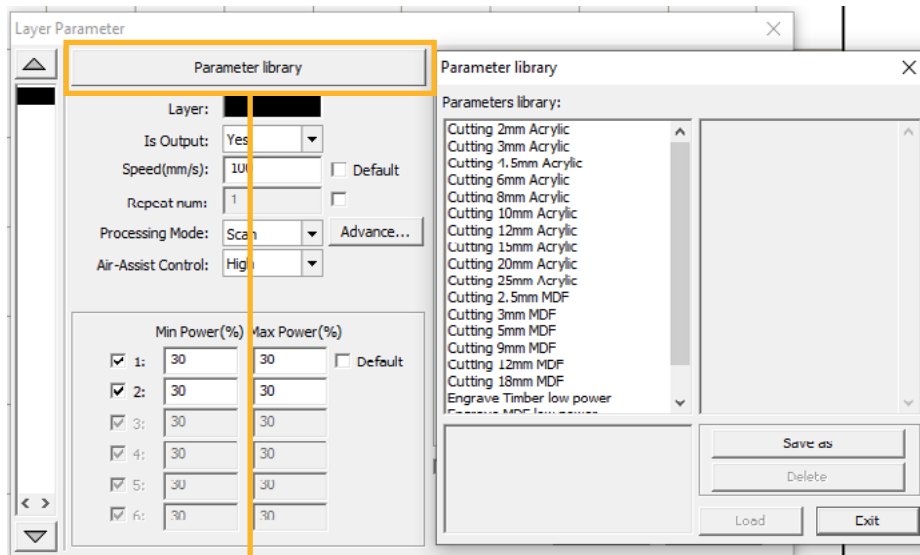 Layer Parameter
Parameter library
Layer:
Is Output: Yes
Speed(mm/s): 100 Default
Repeat num: 1
Processing Mode: Scan Advance...
Air-Assist Control: High
Min Power(%) Max Power(%)
1: 30 30 Default
2: 30 30
3: 30 30
4: 30 30
5: 30 30
6: 30 30
Parameter library
Parameters library:
Cutting 2mm Acrylic
Cutting 3mm Acrylic
Cutting 4.5mm Acrylic
Cutting 6mm Acrylic
Cutting 8mm Acrylic
Cutting 10mm Acrylic
Cutting 12mm Acrylic
Cutting 15mm Acrylic
Cutting 20mm Acrylic
Cutting 25mm Acrylic
Cutting 2.5mm MDF
Cutting 3mm MDF
Cutting 5mm MDF
Cutting 9mm MDF
Cutting 12mm MDF
Cutting 18mm MDF
Engrave Timber low power
Engrave MDF low power
Save as
Delete
Load Exit